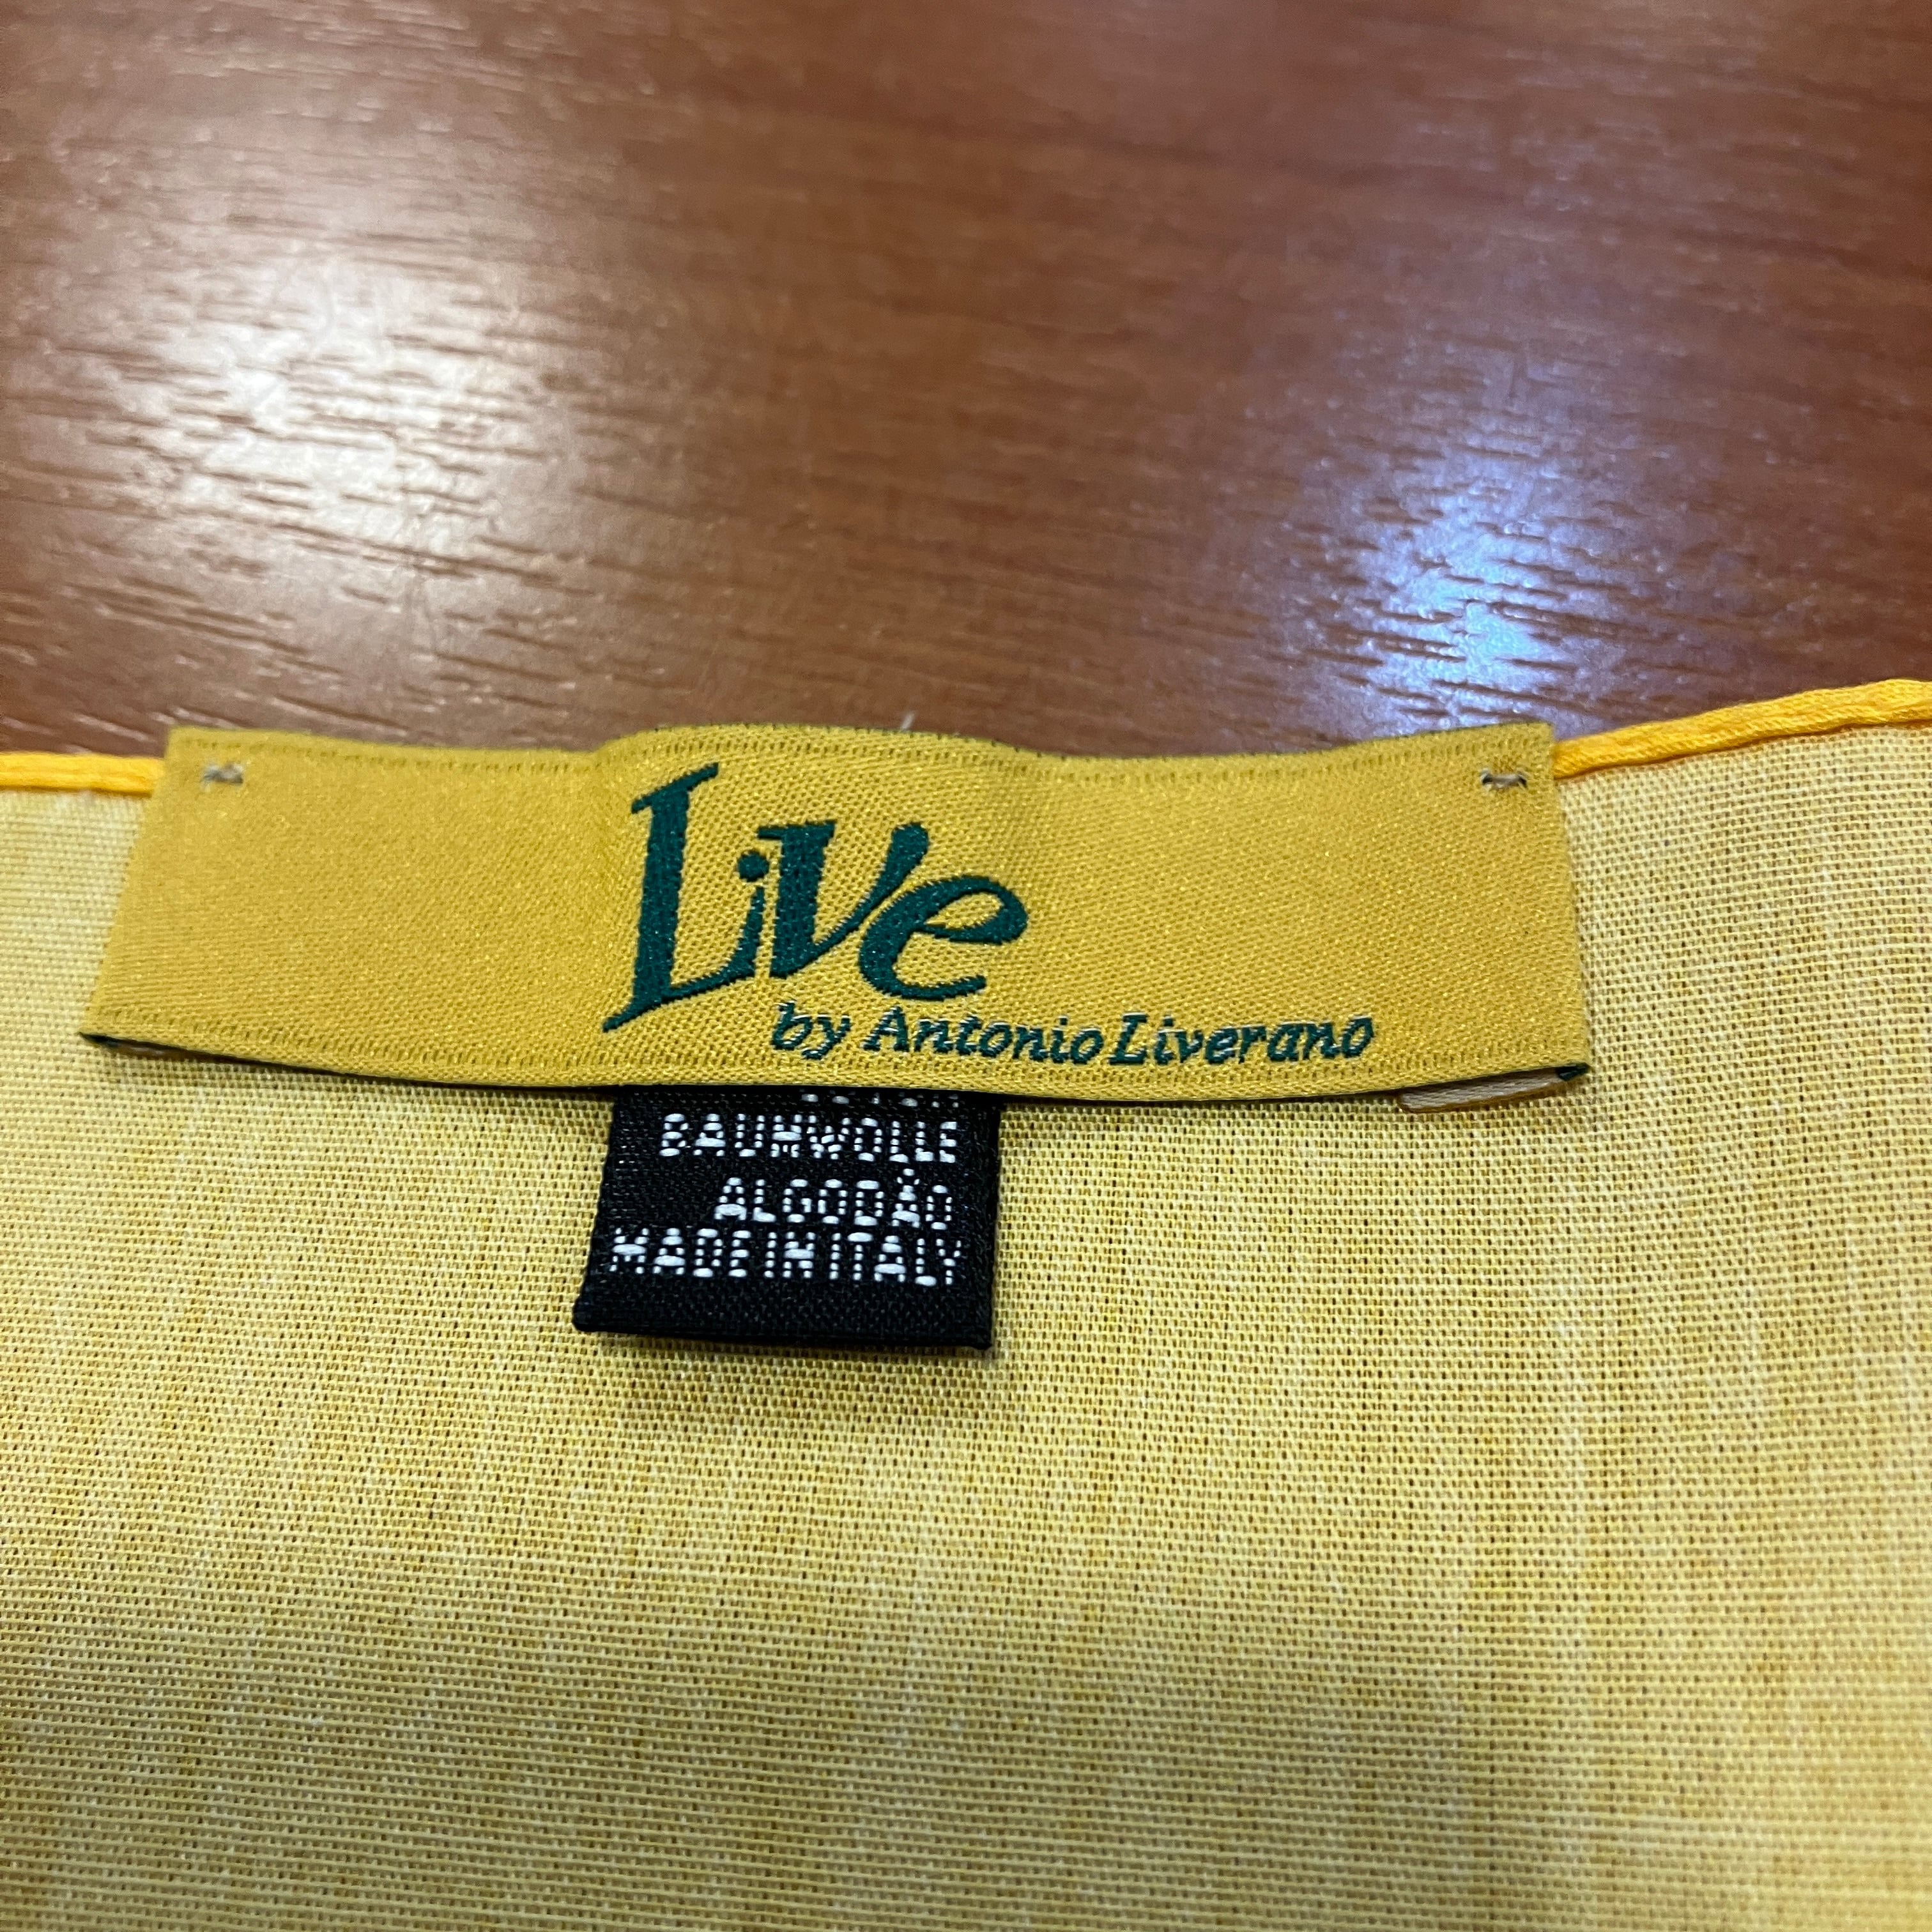 Live
by Antonio Liverano
BAUMWOLLE
ALGODÃO
MADE IN ITALY